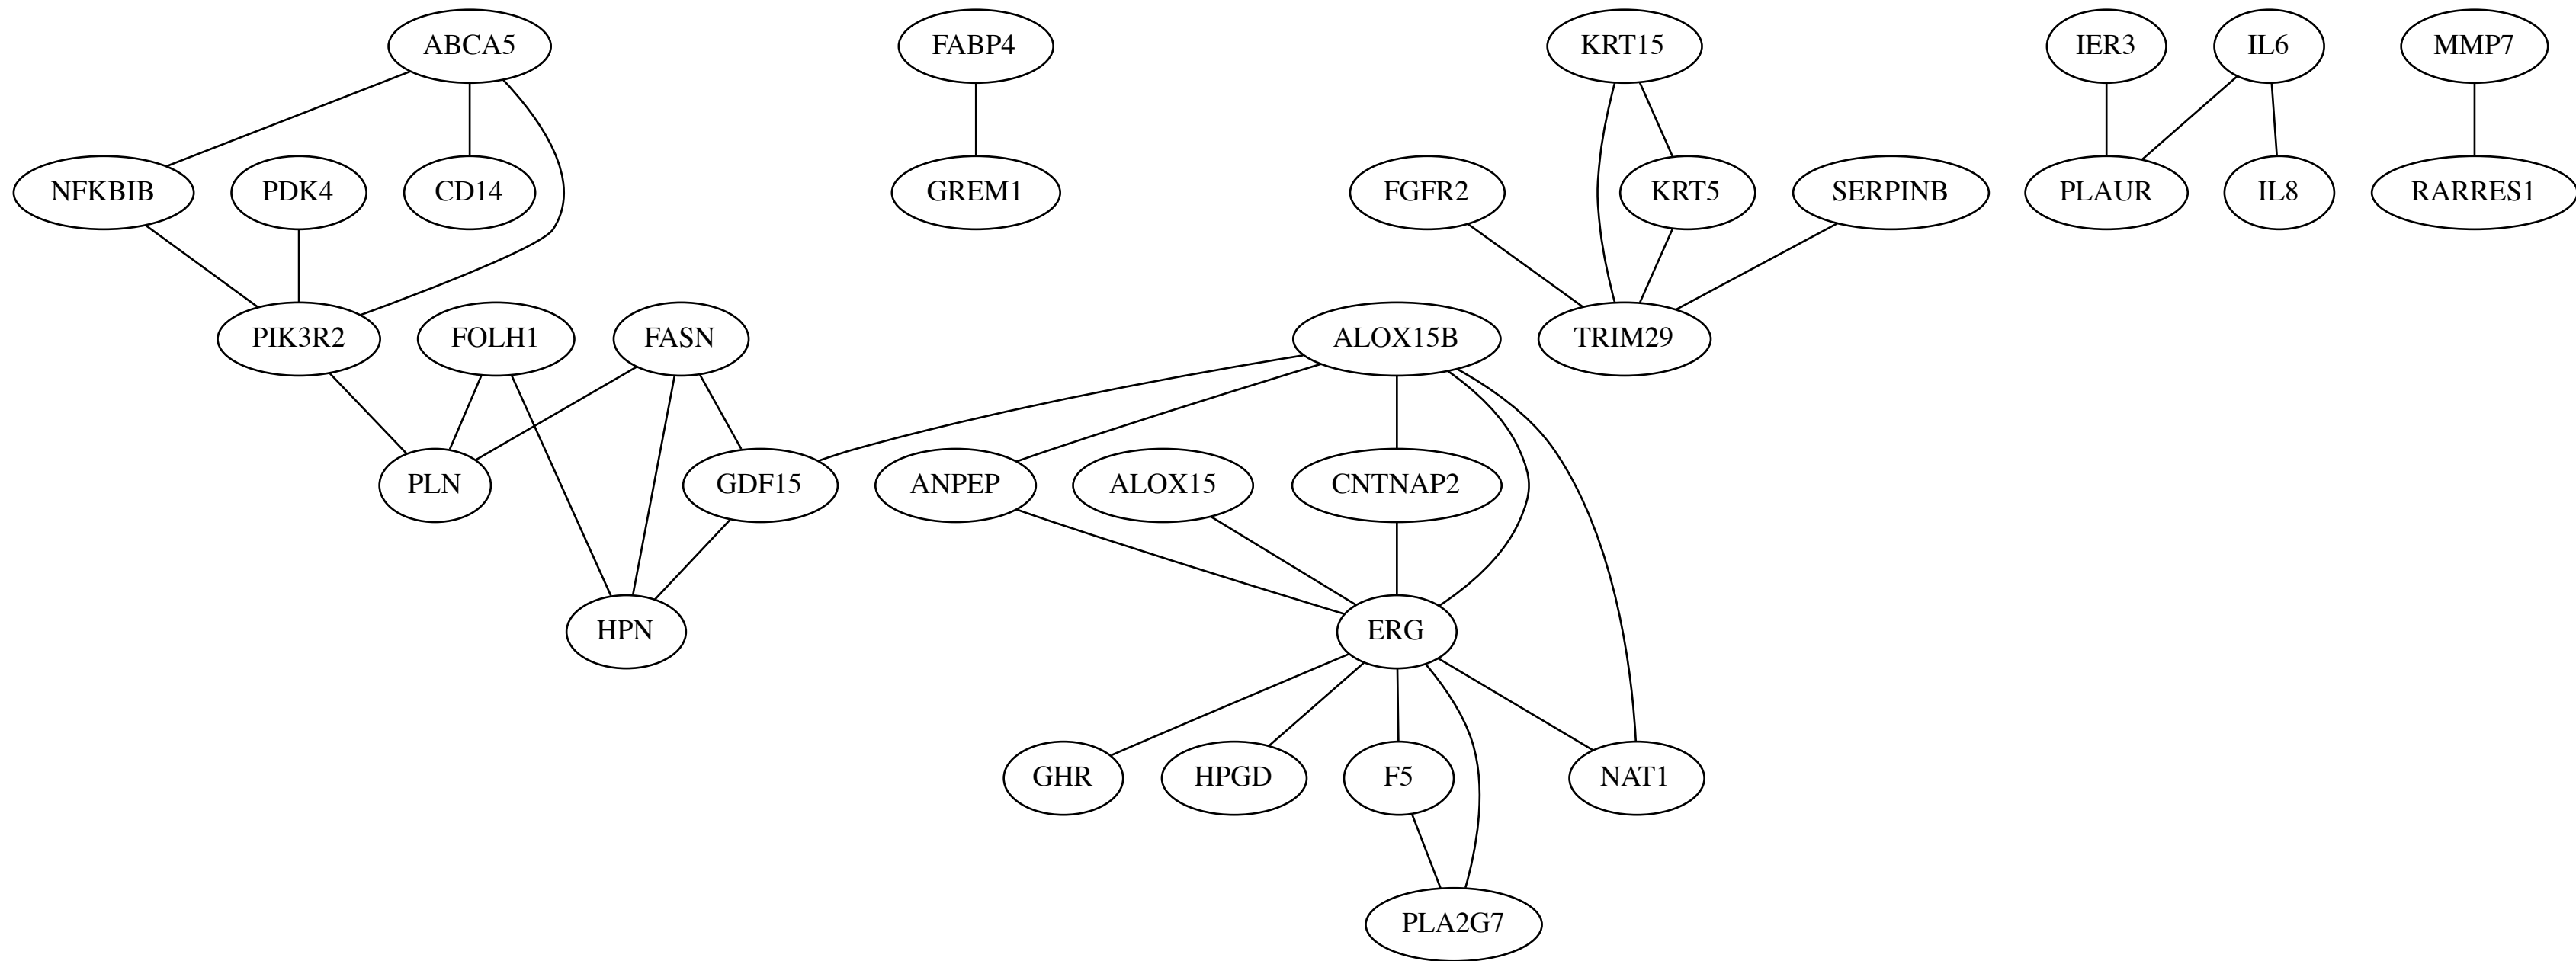 ABCA5
FABP4
KRT15
IER3
IL6
MMP7
NFKBIB
PDK4
CD14
GREM1
FGFR2
KRT5
SERPINB
PLAUR
IL8
RARRES1
PIK3R2
FOLH1
FASN
ALOX15B
TRIM29
PLN
GDF15
ANPEP
ALOX15
CNTNAP2
HPN
ERG
GHR
HPGD
F5
NAT1
PLA2G7